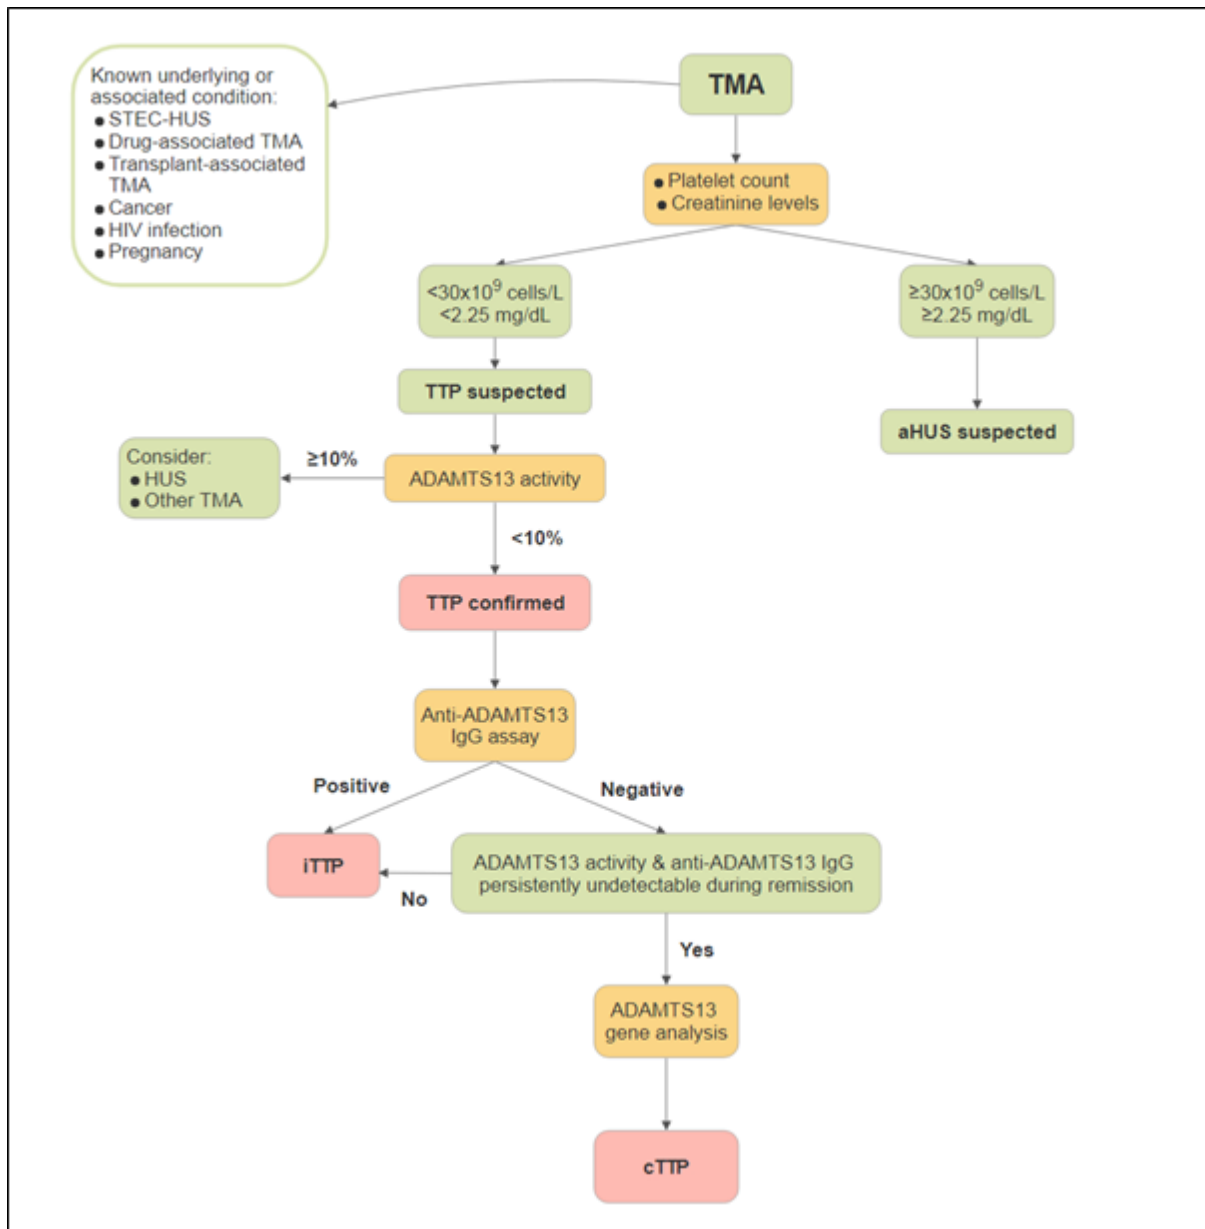 Known underlying or
associated condition:
● STEC-HUS
● Drug-associated TMA
● Transplant-associated
TMA
● Cancer
● HIV infection
● Pregnancy
TMA
● Platelet count
● Creatinine levels
<30x10⁹ cells/L
<2.25 mg/dL
≥30x10⁹ cells/L
≥2.25 mg/dL
TTP suspected
aHUS suspected
Consider:
● HUS
● Other TMA
≥10%
ADAMTS13 activity
<10%
TTP confirmed
Anti-ADAMTS13
IgG assay
Positive
Negative
iTTP
No
ADAMTS13 activity & anti-ADAMTS13 IgG
persistently undetectable during remission
Yes
ADAMTS13
gene analysis
cTTP